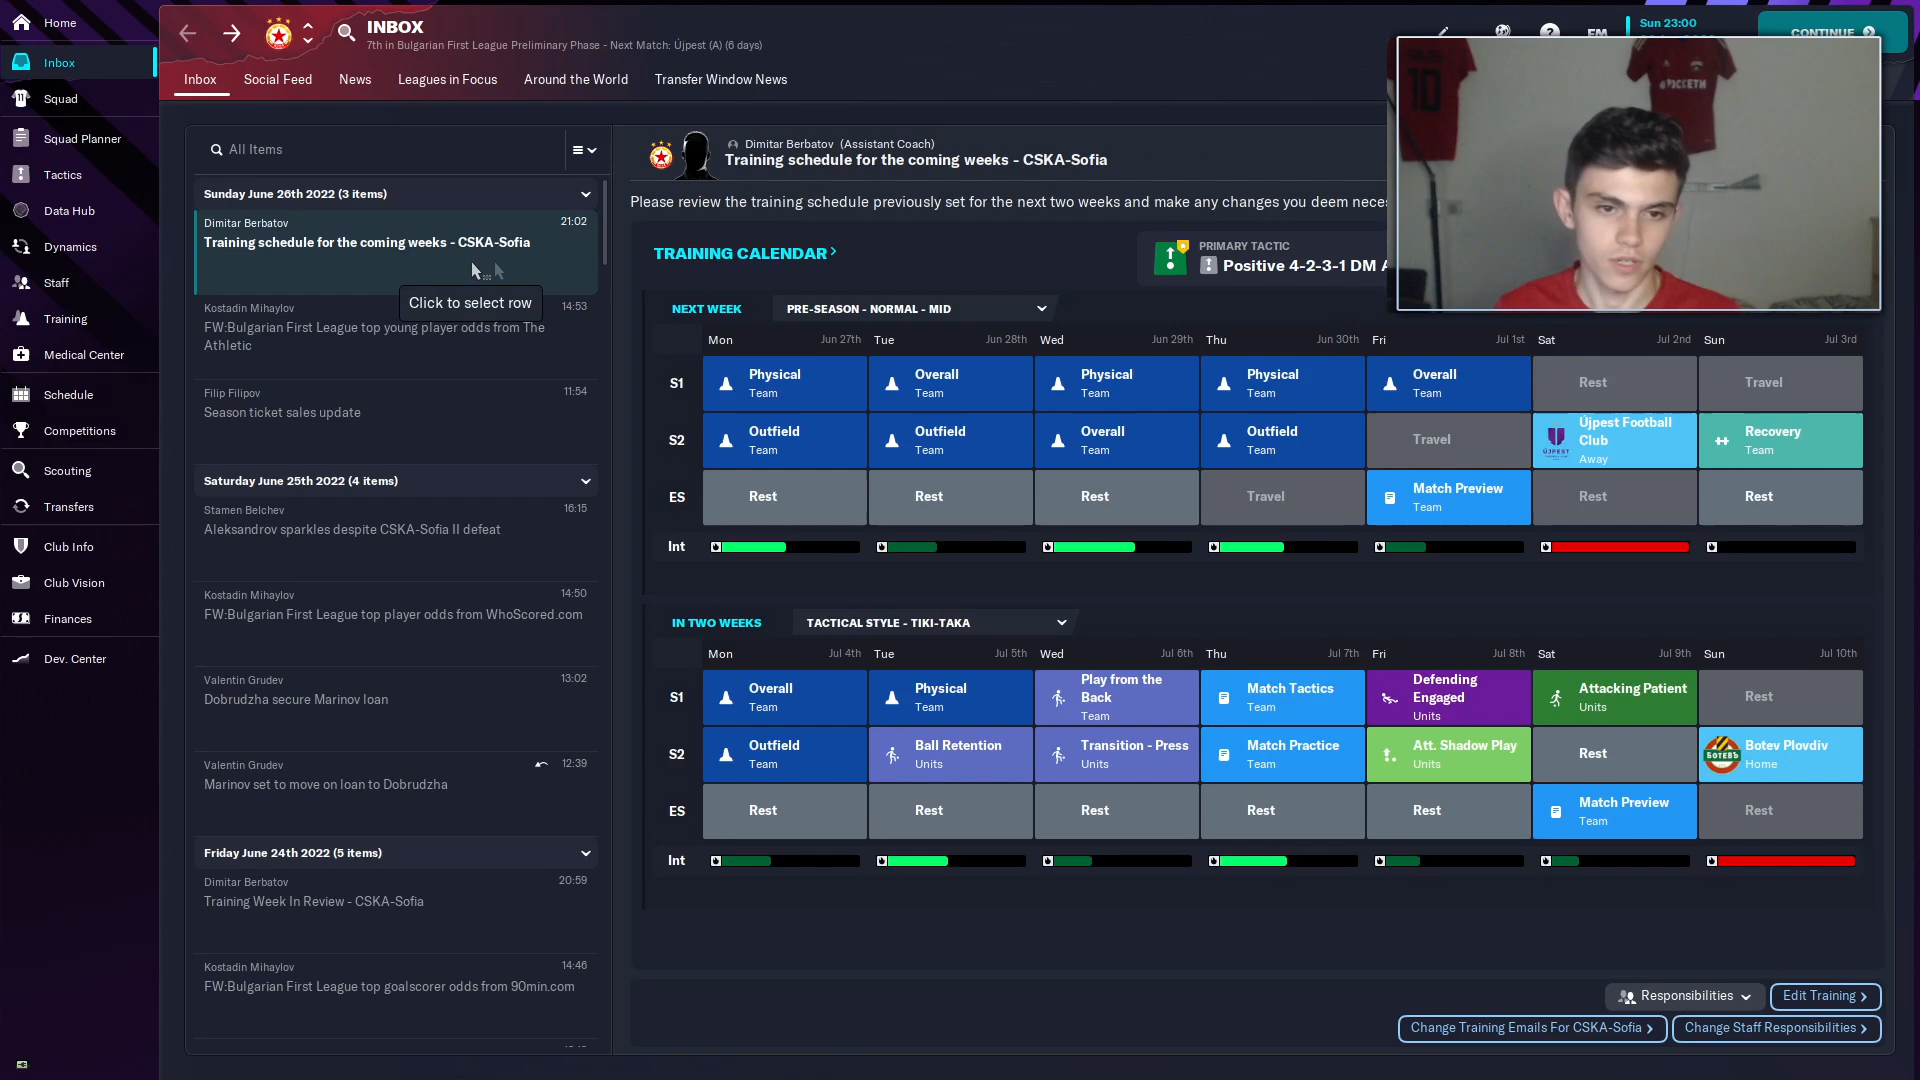 Home
Inbox
Squad
Squad Planner
Tactics
Data Hub
Dynamics
Staff
Training
Medical Center
Schedule
Competitions
Scouting
Transfers
Club Info
Club Vision
Finances
Dev. Center
INBOX
7th in Bulgarian First League Preliminary Phase - Next Match: Újpest (A) (6 days)
FM
Sun 23:00
CONTINUE
Inbox
Social Feed
News
Leagues in Focus
Around the World
Transfer Window News
All Items
Sunday June 26th 2022 (3 items)
Dimitar Berbatov 21:02
Training schedule for the coming weeks - CSKA-Sofia
Click to select row
Kostadin Mihaylov 14:53
FW:Bulgarian First League top young player odds from The
Athletic
Filip Filipov 11:54
Season ticket sales update
Saturday June 25th 2022 (4 items)
Stamen Belchev 16:15
Aleksandrov sparkles despite CSKA-Sofia II defeat
Kostadin Mihaylov 14:50
FW:Bulgarian First League top player odds from WhoScored.com
Valentin Grudev 13:02
Dobrudzha secure Marinov loan
Valentin Grudev 12:39
Marinov set to move on loan to Dobrudzha
Friday June 24th 2022 (5 items)
Dimitar Berbatov 20:59
Training Week In Review - CSKA-Sofia
Kostadin Mihaylov 14:46
FW:Bulgarian First League top goalscorer odds from 90min.com
Dimitar Berbatov (Assistant Coach)
Training schedule for the coming weeks - CSKA-Sofia
Please review the training schedule previously set for the next two weeks and make any changes you deem
TRAINING CALENDAR
PRIMARY TACTIC
Positive 4-2-3-1 DM
NEXT WEEK
PRE-SEASON - NORMAL - MID
Mon Jun 27th Tue Jun 28th Wed Jun 29th Thu Jun 30th Fri Jul 1st Sat Jul 2nd Sun Jul 3rd
S1
Physical Overall Physical Physical Overall Rest Travel
Team Team Team Team Team
S2
Outfield Outfield Overall Outfield Travel Újpest Football Club Recovery
Team Team Team Team Away Team
ÚJPEST
ES
Rest Rest Rest Travel Match Preview Rest Rest
Team
Int
IN TWO WEEKS
TACTICAL STYLE - TIKI-TAKA
Mon Jul 4th Tue Jul 5th Wed Jul 6th Thu Jul 7th Fri Jul 8th Sat Jul 9th Sun Jul 10th
S1
Overall Physical Play from the Back Match Tactics Defending Engaged Attacking Patient Rest
Team Team Team Team Units Units
S2
Outfield Ball Retention Transition - Press Match Practice Att. Shadow Play Rest Botev Plovdiv
Team Units Units Team Units Home
БОТЕВЪ
ES
Rest Rest Rest Rest Rest Match Preview Rest
Team
Int
Responsibilities
Edit Training
Change Training Emails For CSKA-Sofia
Change Staff Responsibilities
10
РОССЕТИ